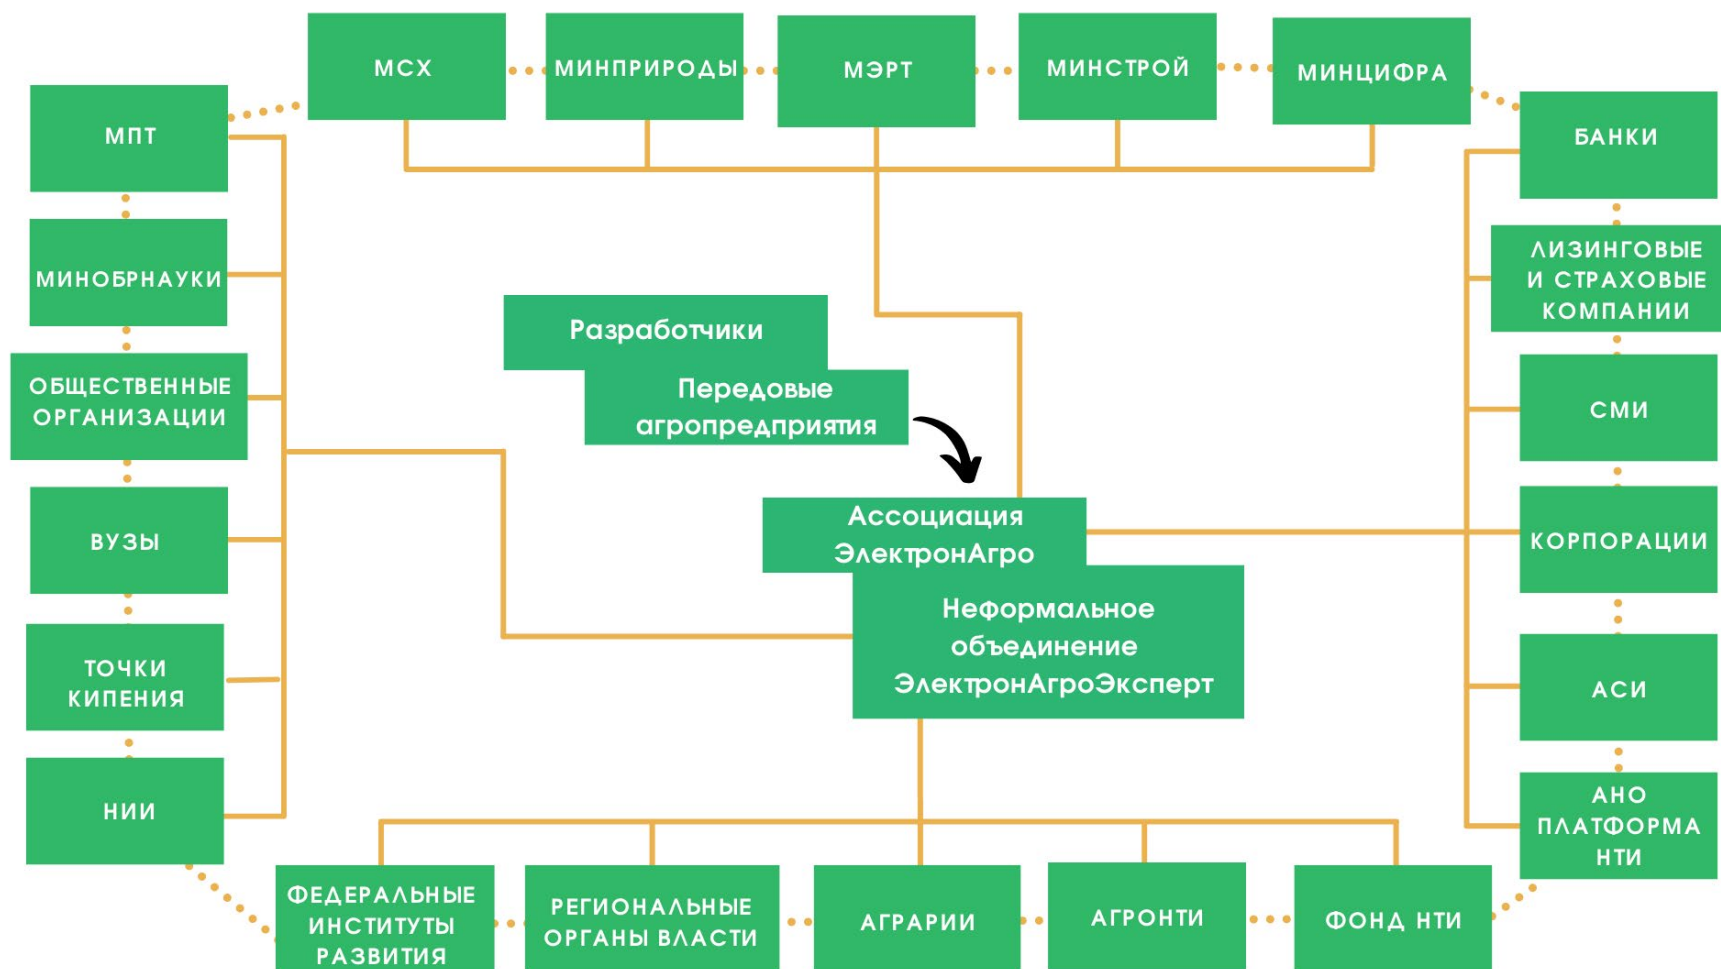 МСХ
МИНПРИРОДЫ
МЭРТ
МИНСТРОЙ
МИНЦИФРА
МПТ
БАНКИ
МИНОБРНАУКИ
ЛИЗИНГОВЫЕ
И СТРАХОВЫЕ
КОМПАНИИ
Разработчики
Передовые
агропредприятия
ОБЩЕСТВЕННЫЕ
ОРГАНИЗАЦИИ
СМИ
Ассоциация
ЭлектронАгро
ВУЗЫ
КОРПОРАЦИИ
Неформальное
объединение
ЭлектронАгроЭксперт
ТОЧКИ
КИПЕНИЯ
АСИ
НИИ
АНО
ПЛАТФОРМА
НТИ
ФЕДЕРАЛЬНЫЕ
ИНСТИТУТЫ
РАЗВИТИЯ
РЕГИОНАЛЬНЫЕ
ОРГАНЫ ВЛАСТИ
АГРАРИИ
АГРОНТИ
ФОНД НТИ